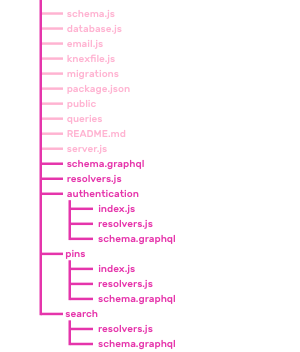 schema.js
database.js
email.js
knexfile.js
migrations
package.json
public
queries
README.md
server.js
schema.graphql
resolvers.js
authentication
index.js
resolvers.js
schema.graphql
pins
index.js
resolvers.js
schema.graphql
search
resolvers.js
schema.graphql